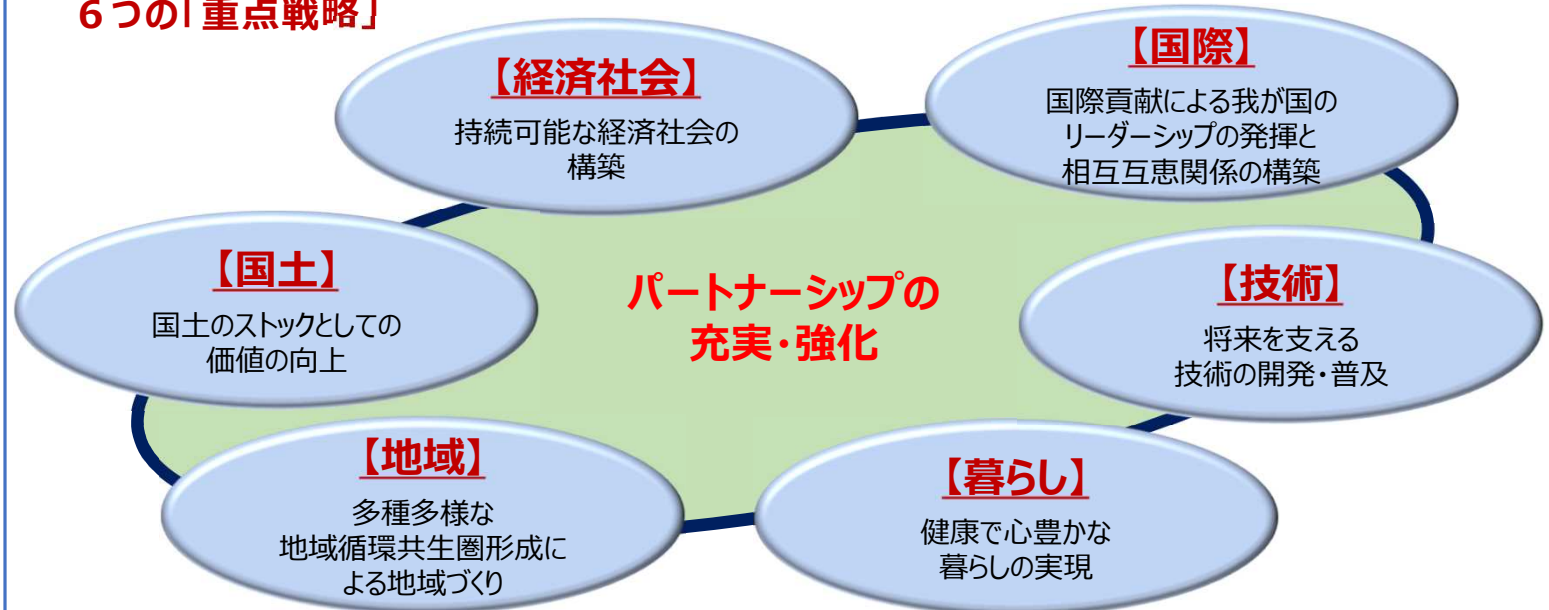 ６つの「重点戦略」
【経済社会】
持続可能な経済社会の
構築
【国際】
国際貢献による我が国の
リーダーシップの発揮と
相互互恵関係の構築
【国土】
国土のストックとしての
価値の向上
パートナーシップの
充実・強化
【技術】
将来を支える
技術の開発・普及
【地域】
多種多様な
地域循環共生圏形成に
よる地域づくり
【暮らし】
健康で心豊かな
暮らしの実現